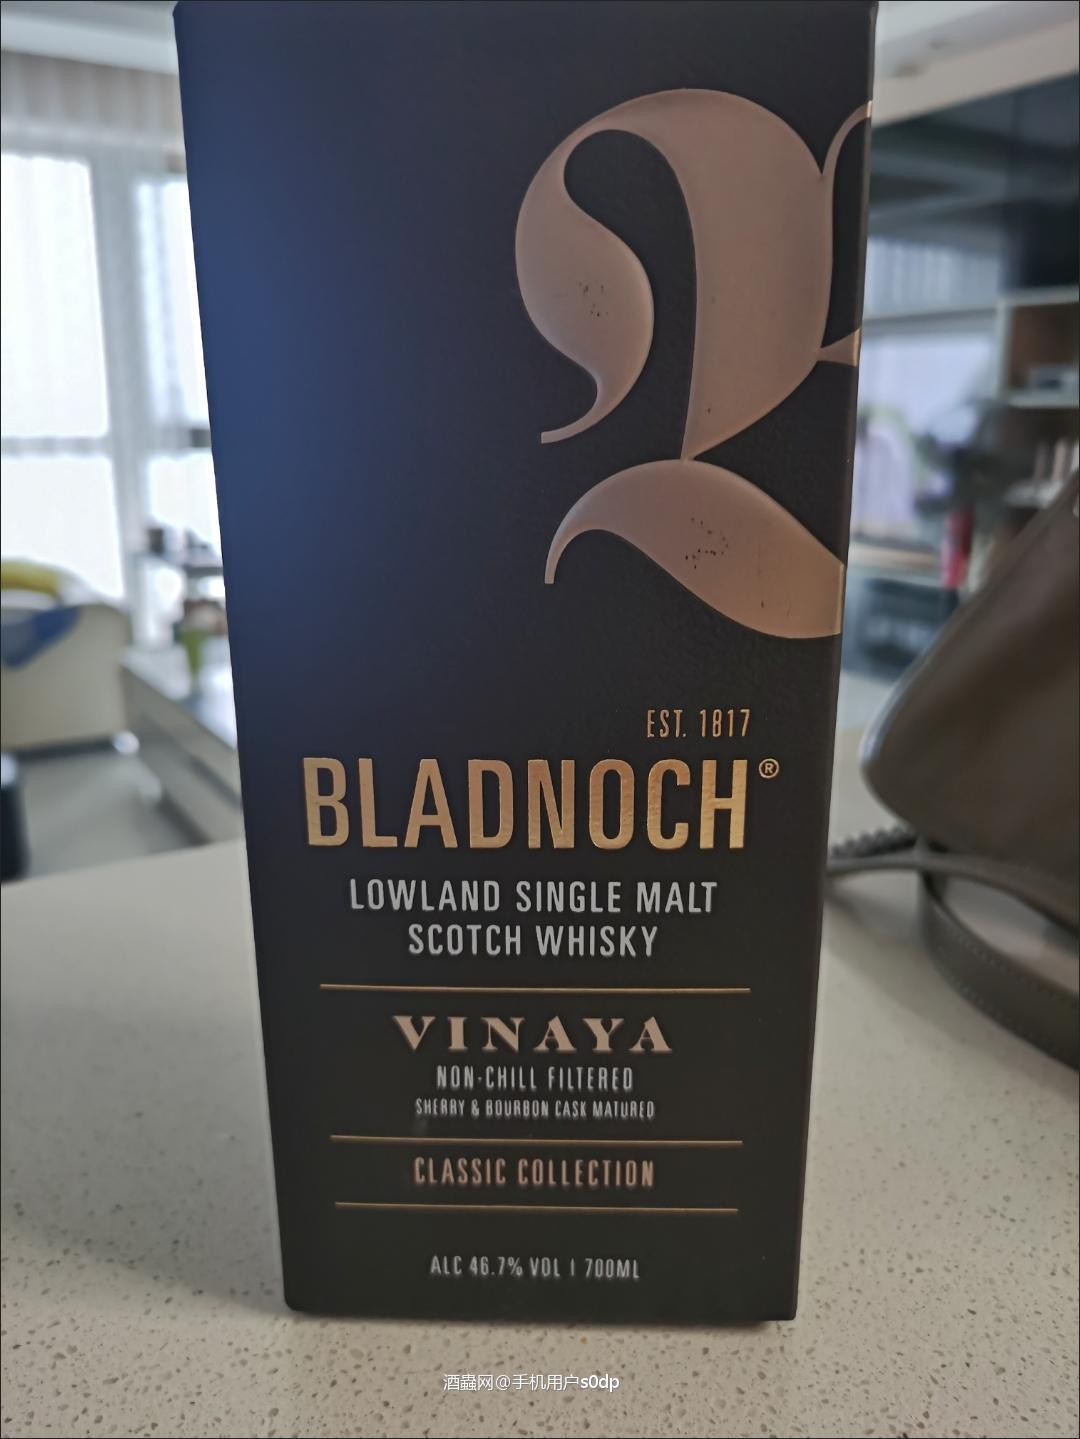 EST. 1817
BLADNOCH®
LOWLAND SINGLE MALT
SCOTCH WHISKY
VINAYA
NON-CHILL FILTERED
SHERRY & BOURBON CASK MATURED
CLASSIC COLLECTION
ALC 46.7% VOL | 700ML
酒蟲网@手机用户s0dp